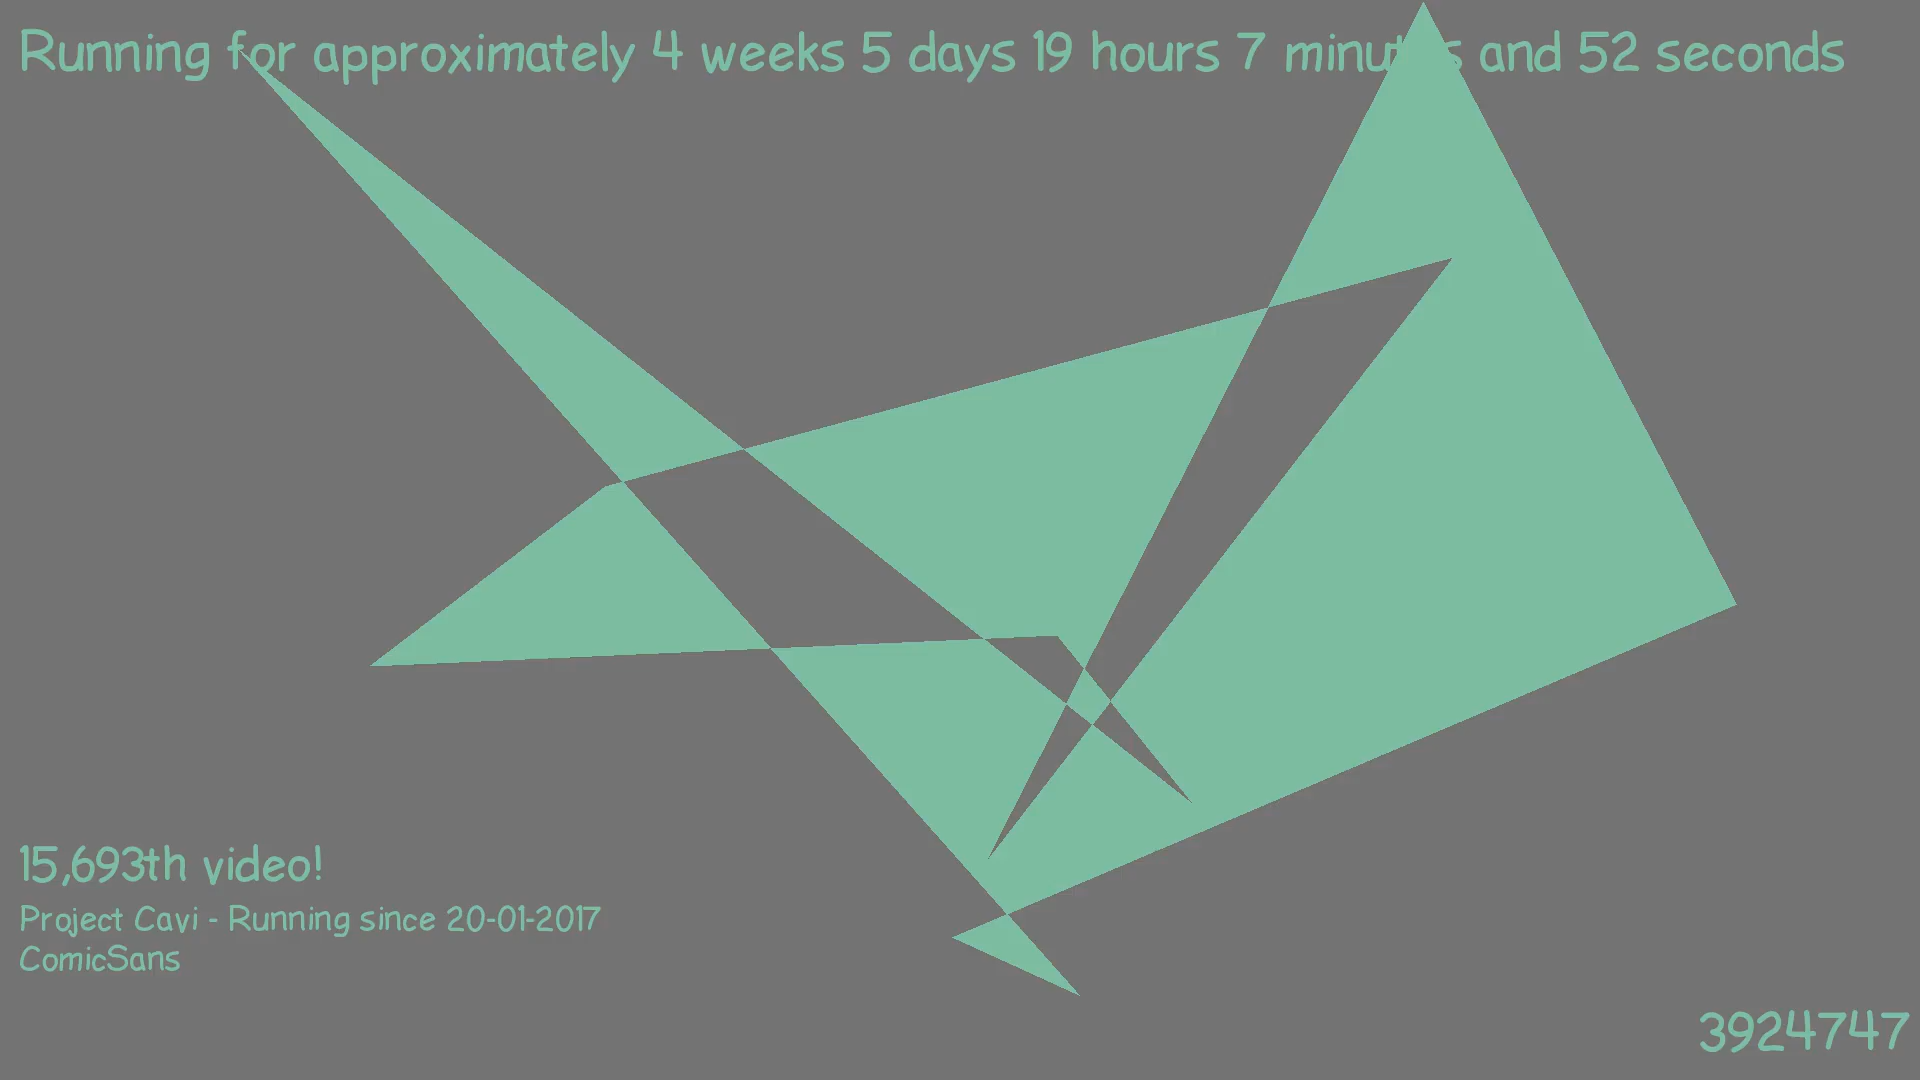 Running for approximately 4 weeks 5 days 19 hours 7 minutes and 52 seconds
15,693th video!
Project Cavi - Running since 20-01-2017
ComicSans
3924747